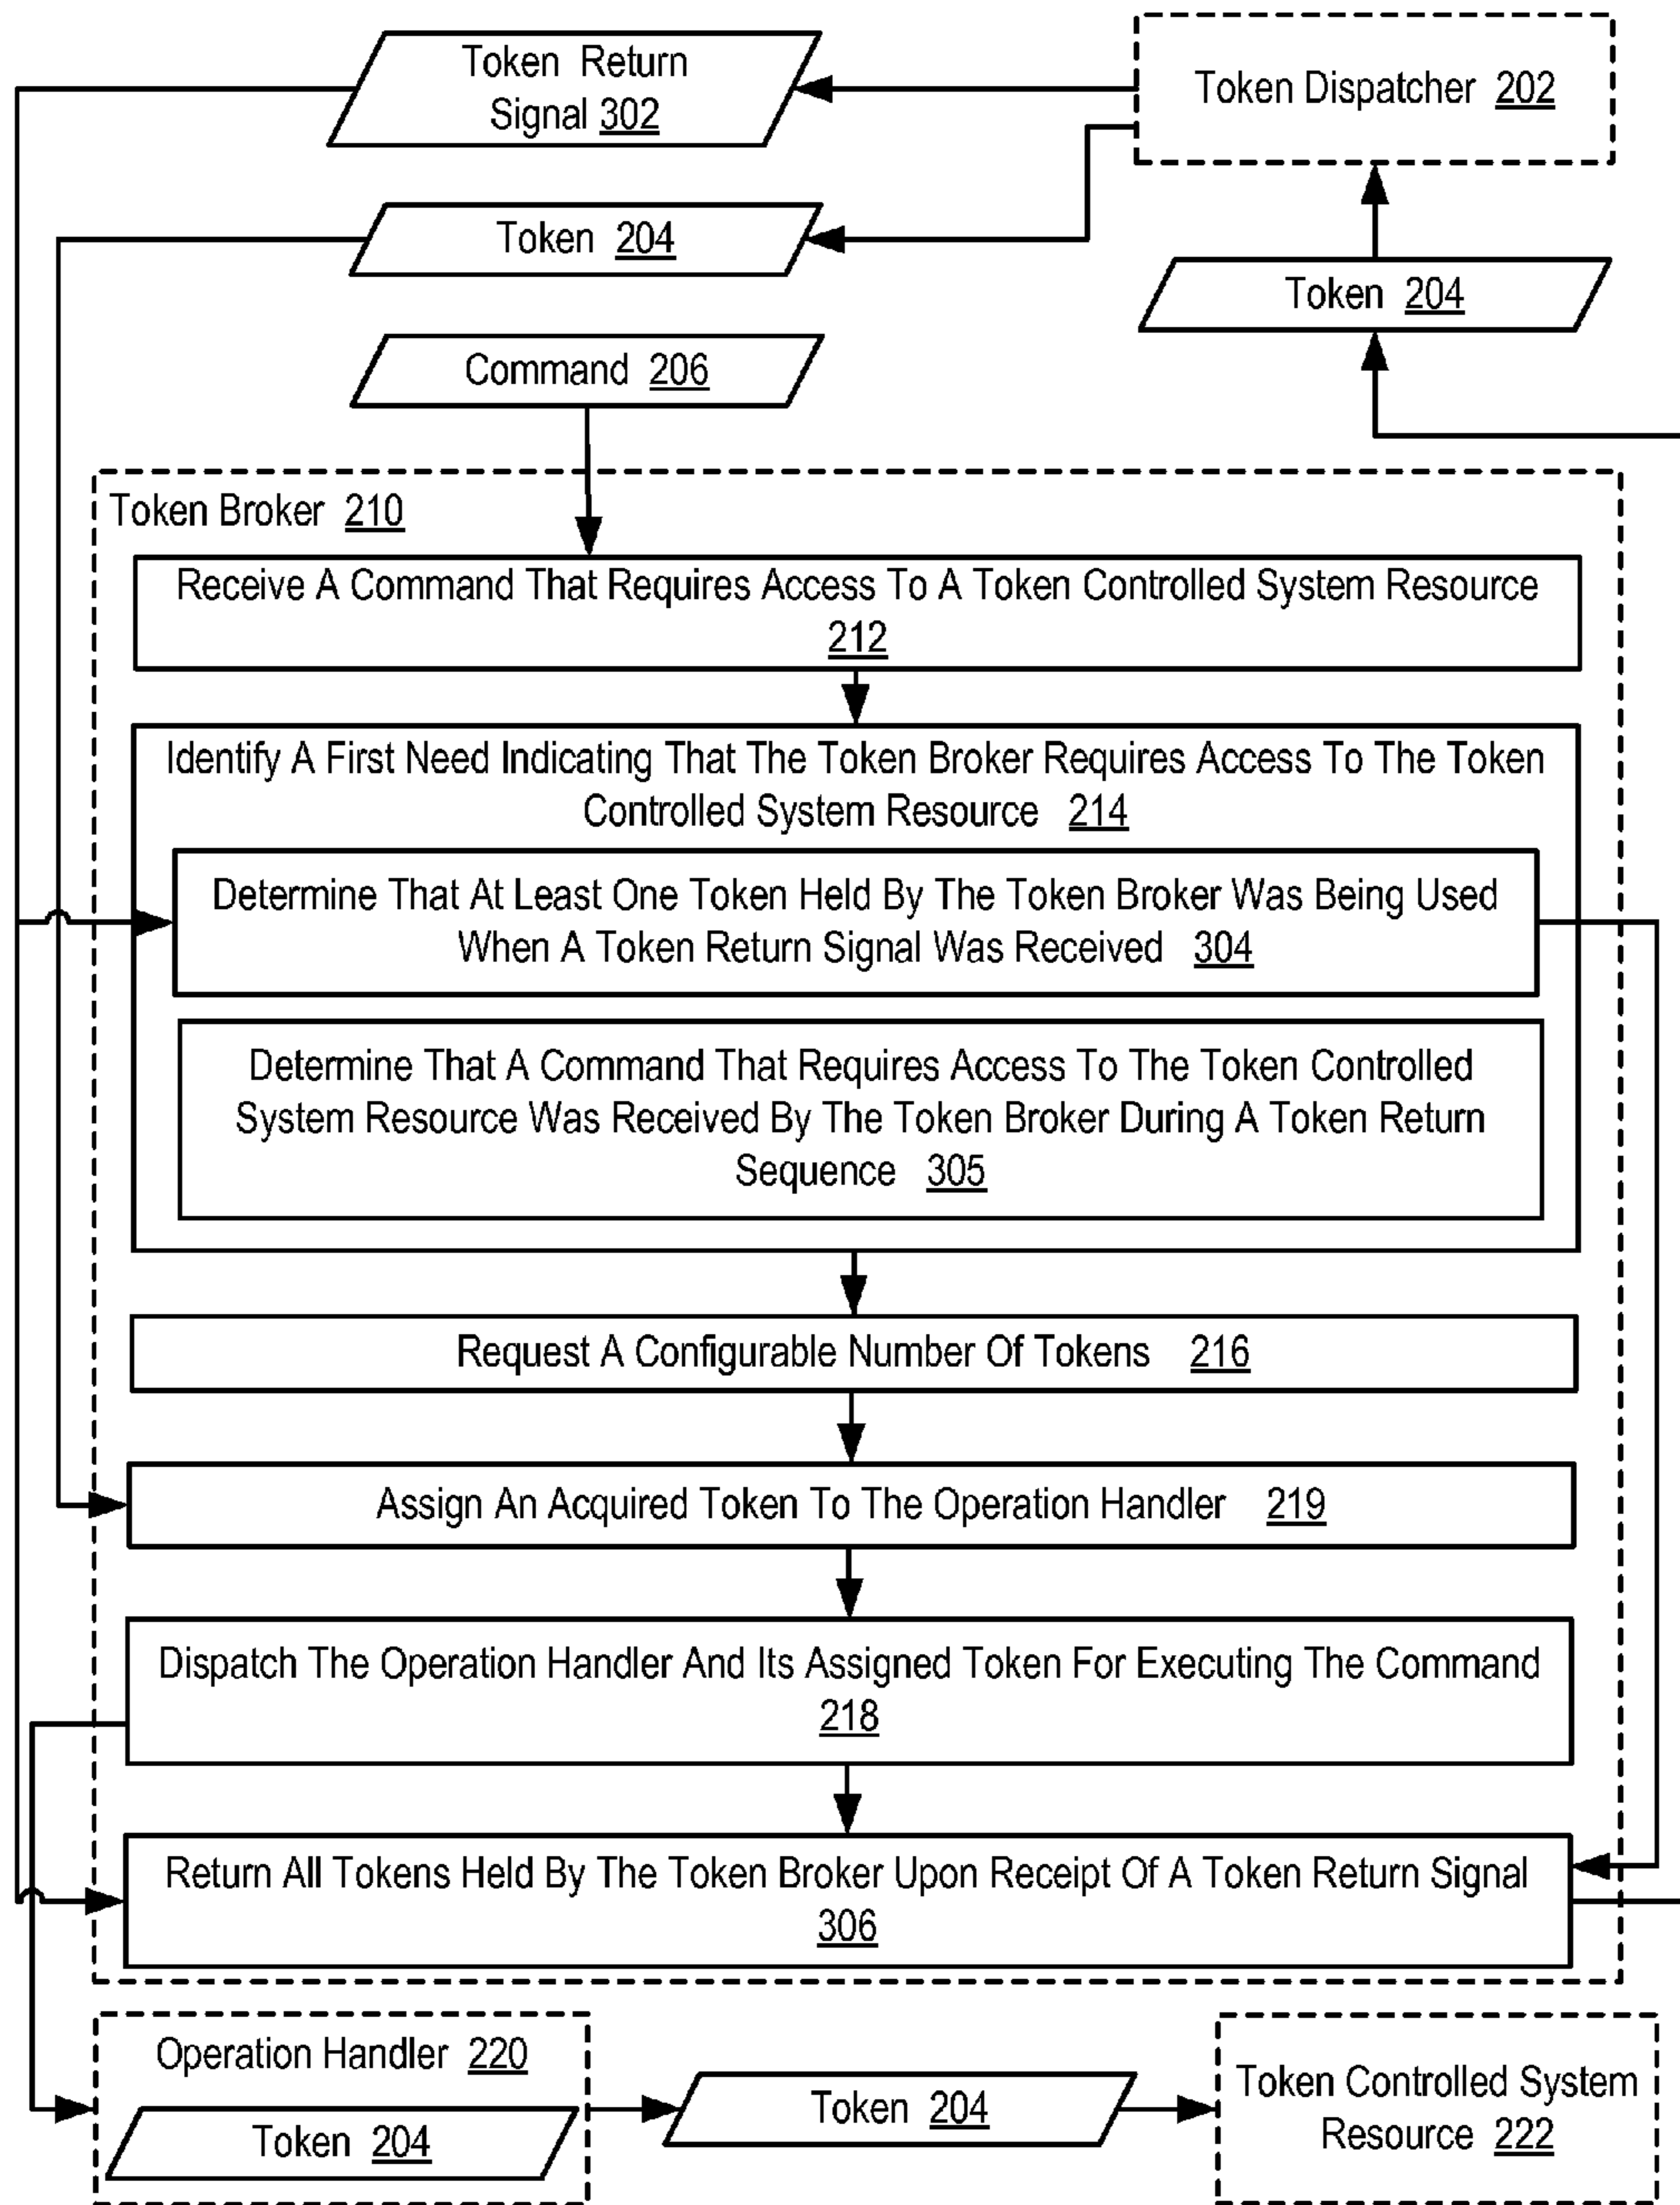 Token Return
Signal 302
Token Dispatcher 202
Token 204
Token 204
Command 206
Token Broker 210
Receive A Command That Requires Access To A Token Controlled System Resource
212
Identify A First Need Indicating That The Token Broker Requires Access To The Token
Controlled System Resource 214
Determine That At Least One Token Held By The Token Broker Was Being Used
When A Token Return Signal Was Received 304
Determine That A Command That Requires Access To The Token Controlled
System Resource Was Received By The Token Broker During A Token Return
Sequence 305
Request A Configurable Number Of Tokens 216
Assign An Acquired Token To The Operation Handler 219
Dispatch The Operation Handler And Its Assigned Token For Executing The Command
218
Return All Tokens Held By The Token Broker Upon Receipt Of A Token Return Signal
306
Operation Handler 220
Token 204
Token 204
Token Controlled System
Resource 222